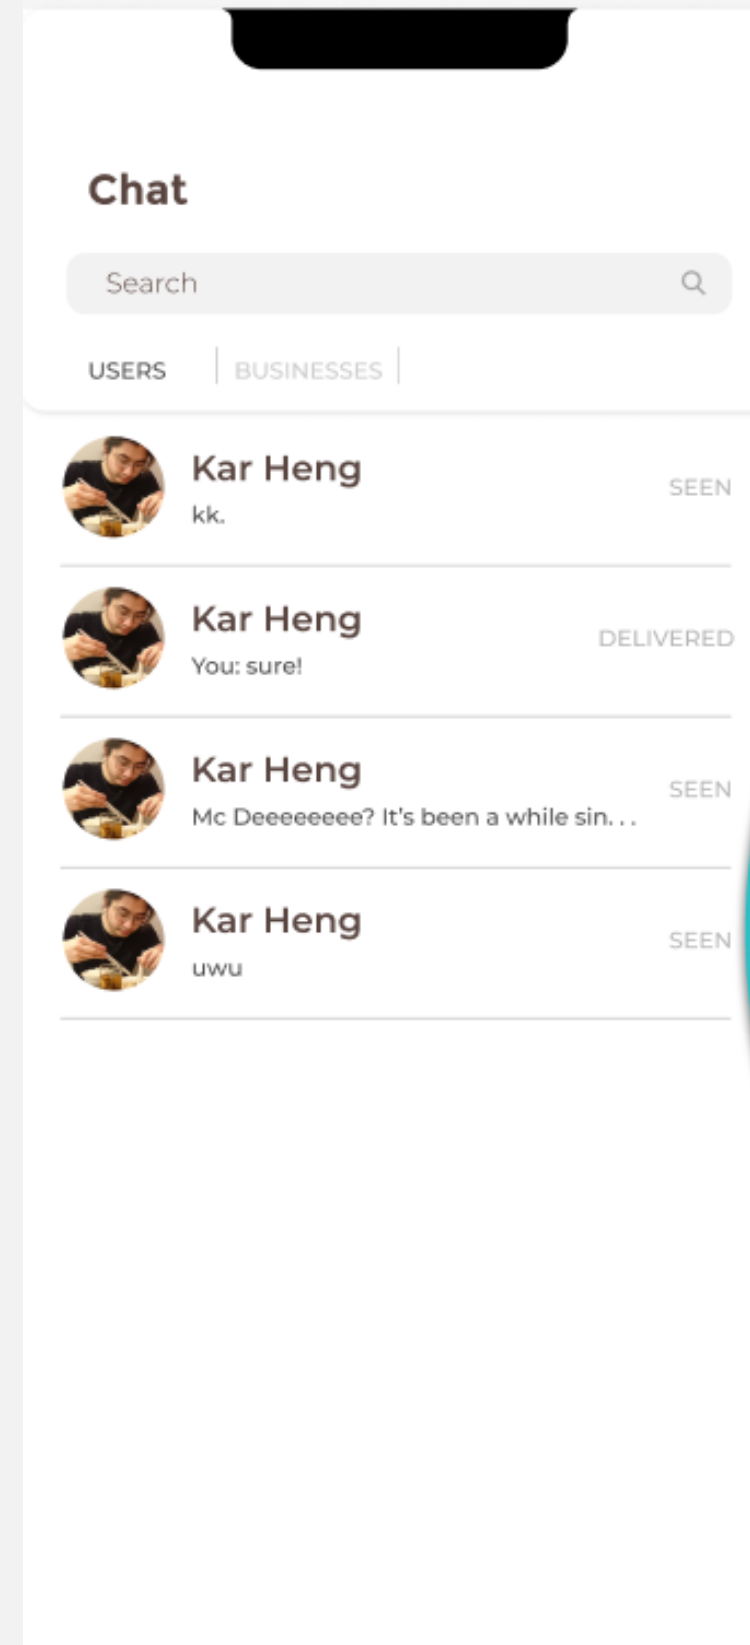 Chat
Search
USERS
BUSINESSES
Kar Heng
SEEN
kk.
Kar Heng
DELIVERED
You: sure!
Kar Heng
SEEN
Mc Deeeeeeee? It's been a while sin. . .
Kar Heng
SEEN
uwu